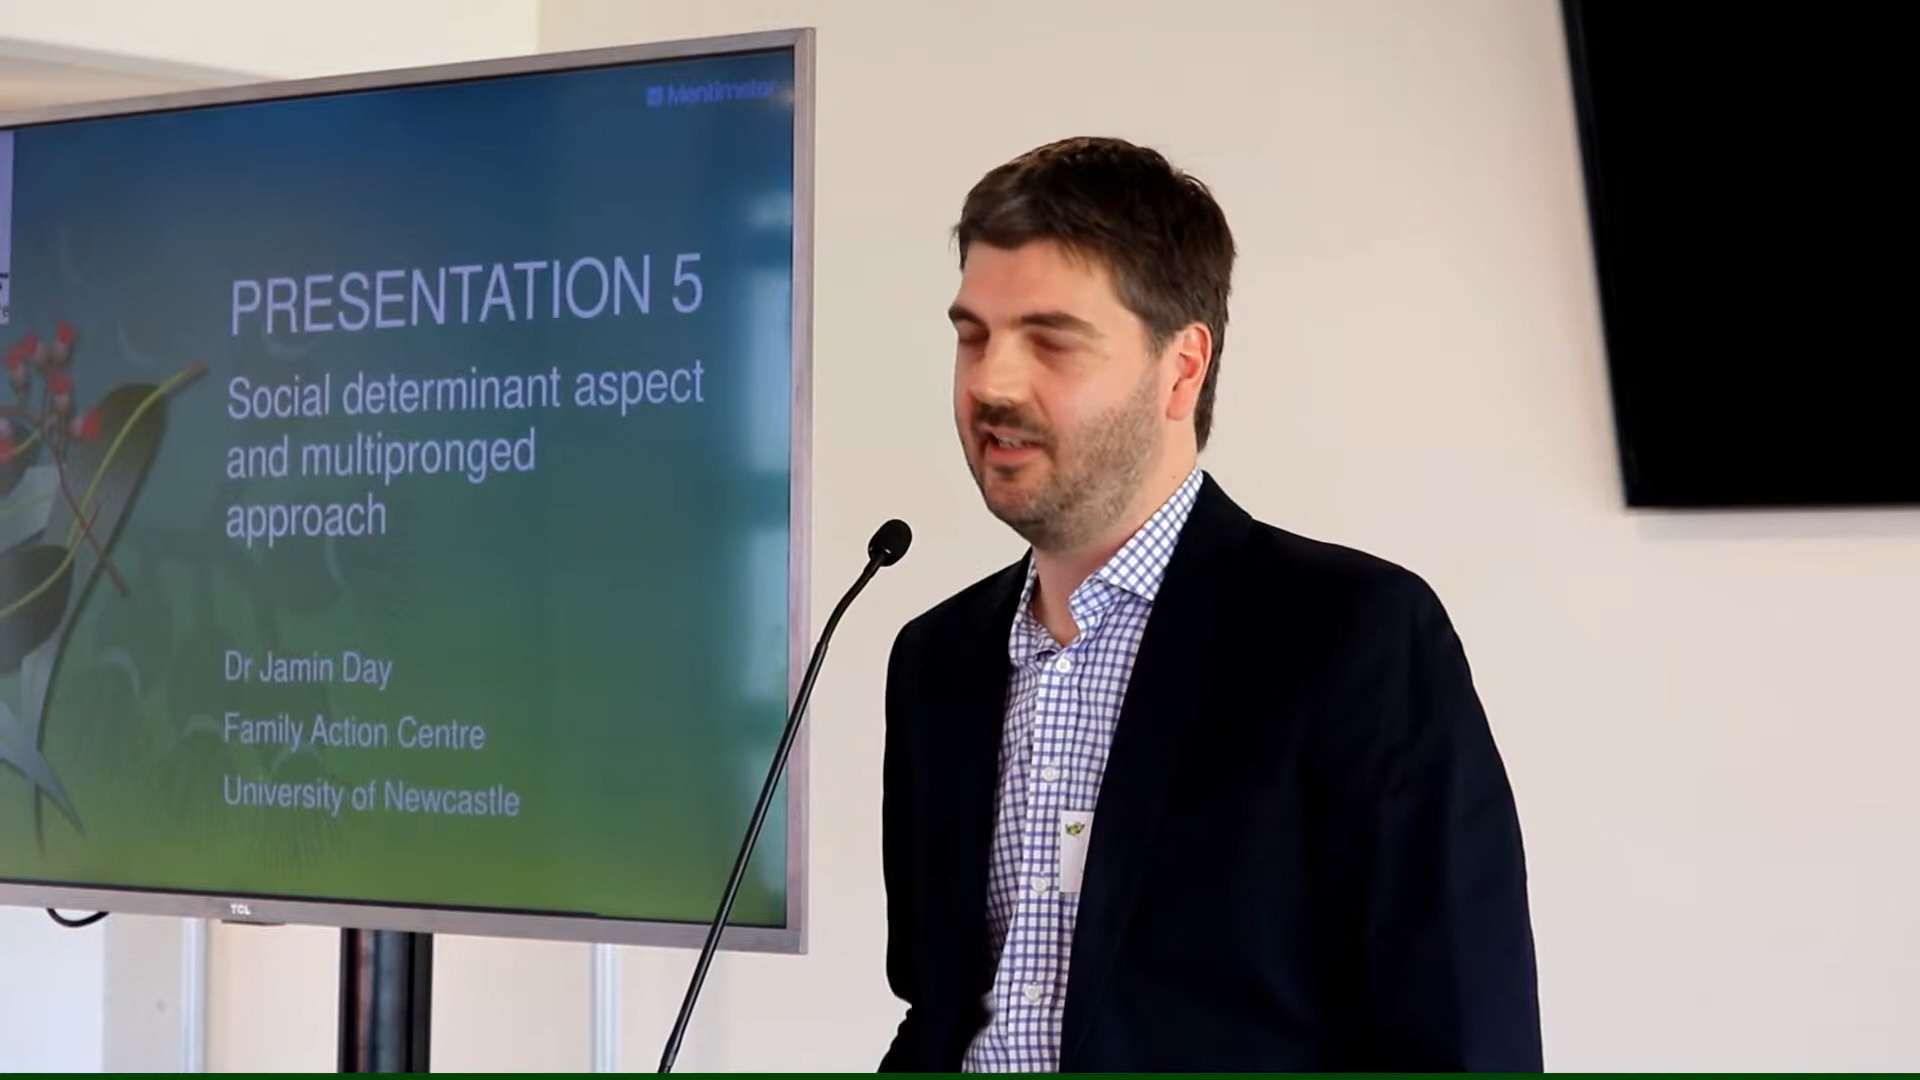 Mentimeter
PRESENTATION 5
Social determinant aspect
and multipronged
approach
Dr Jamin Day
Family Action Centre
University of Newcastle
TCL